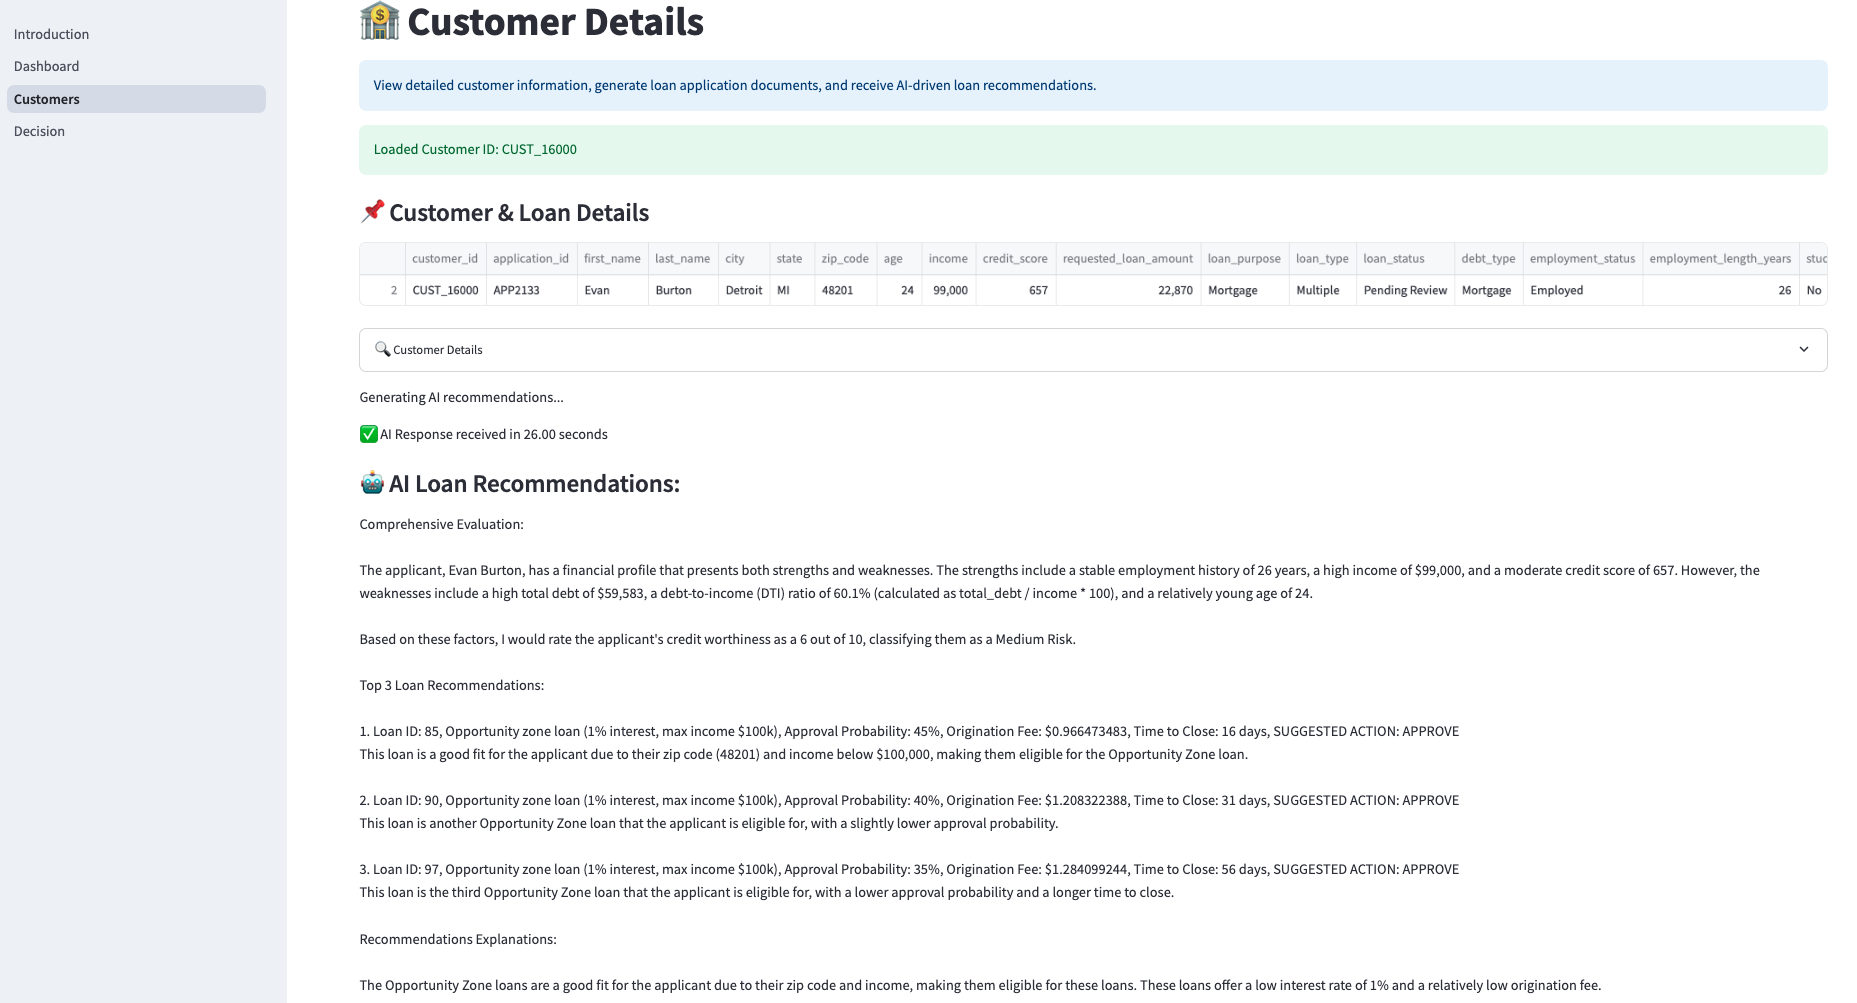 Introduction
Dashboard
Customers
Decision
Customer Details
View detailed customer information, generate loan application documents, and receive AI-driven loan recommendations.
Loaded Customer ID: CUST_16000
Customer & Loan Details
customer_id application_id first_name last_name city state zip_code age income credit_score requested_loan_amount loan_purpose loan_type loan_status debt_type employment_status employment_length_years stud
2 CUST_16000 APP2133 Evan Burton Detroit MI 48201 24 99,000 657 22,870 Mortgage Multiple Pending Review Mortgage Employed 26 No
Customer Details
Generating AI recommendations...
AI Response received in 26.00 seconds
AI Loan Recommendations:
Comprehensive Evaluation:
The applicant, Evan Burton, has a financial profile that presents both strengths and weaknesses. The strengths include a stable employment history of 26 years, a high income of $99,000, and a moderate credit score of 657. However, the
weaknesses include a high total debt of $59,583, a debt-to-income (DTI) ratio of 60.1% (calculated as total_debt / income * 100), and a relatively young age of 24.
Based on these factors, I would rate the applicant's credit worthiness as a 6 out of 10, classifying them as a Medium Risk.
Top 3 Loan Recommendations:
1. Loan ID: 85, Opportunity zone loan (1% interest, max income $100k), Approval Probability: 45%, Origination Fee: $0.966473483, Time to Close: 16 days, SUGGESTED ACTION: APPROVE
This loan is a good fit for the applicant due to their zip code (48201) and income below $100,000, making them eligible for the Opportunity Zone loan.
2. Loan ID: 90, Opportunity zone loan (1% interest, max income $100k), Approval Probability: 40%, Origination Fee: $1.208322388, Time to Close: 31 days, SUGGESTED ACTION: APPROVE
This loan is another Opportunity Zone loan that the applicant is eligible for, with a slightly lower approval probability.
3. Loan ID: 97, Opportunity zone loan (1% interest, max income $100k), Approval Probability: 35%, Origination Fee: $1.284099244, Time to Close: 56 days, SUGGESTED ACTION: APPROVE
This loan is the third Opportunity Zone loan that the applicant is eligible for, with a lower approval probability and a longer time to close.
Recommendations Explanations:
The Opportunity Zone loans are a good fit for the applicant due to their zip code and income, making them eligible for these loans. These loans offer a low interest rate of 1% and a relatively low origination fee.